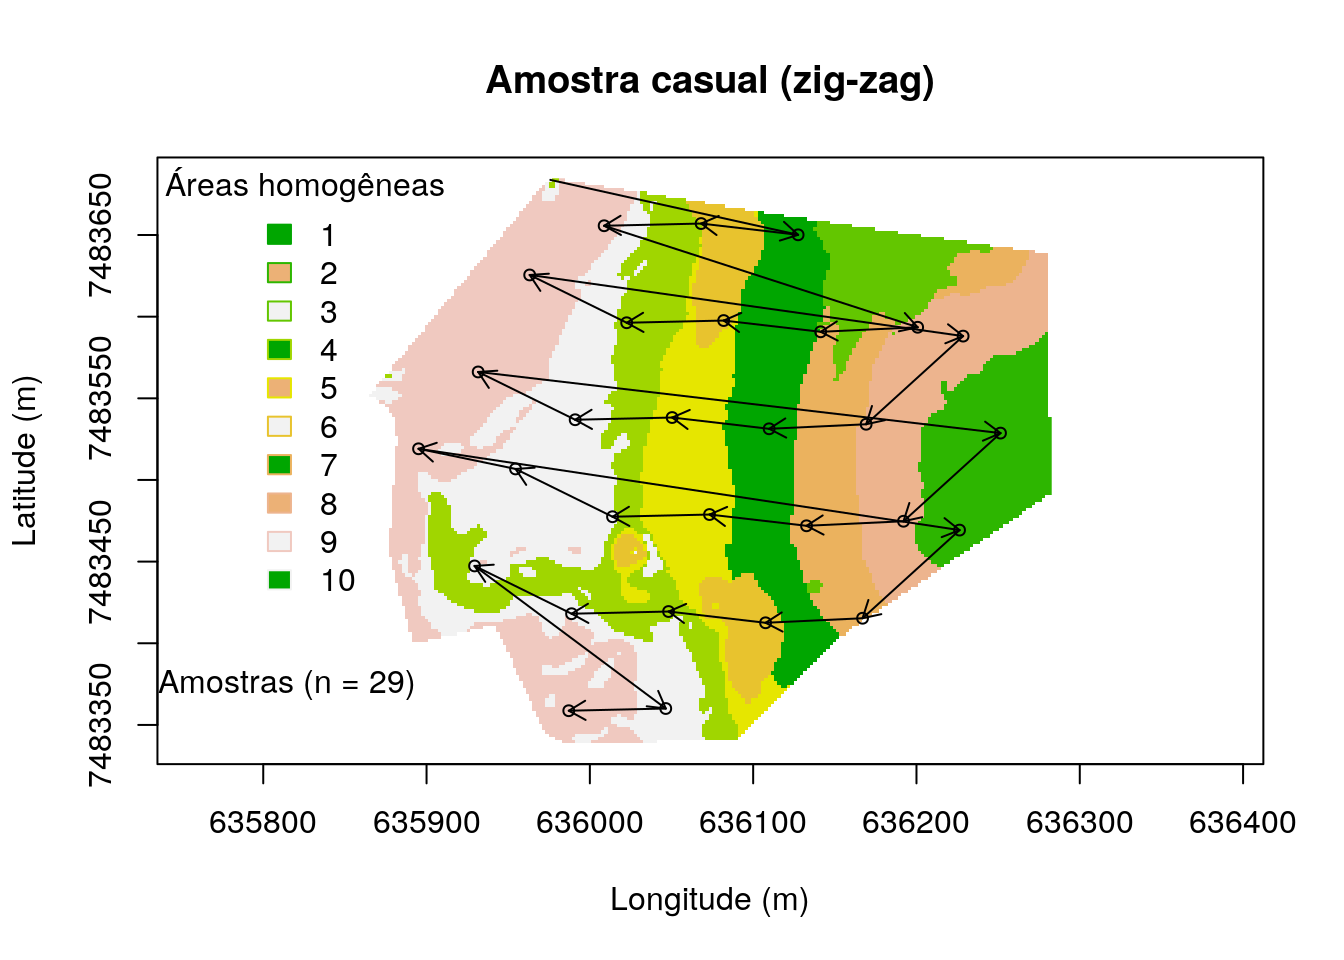 Amostra casual (zig-zag)
Áreas homogêneas
1
2
3
4
5
6
7
8
9
10
Amostras (n = 29)
Latitude (m)
7483650
7483550
7483450
7483350
635800 635900 636000 636100 636200 636300 636400
Longitude (m)